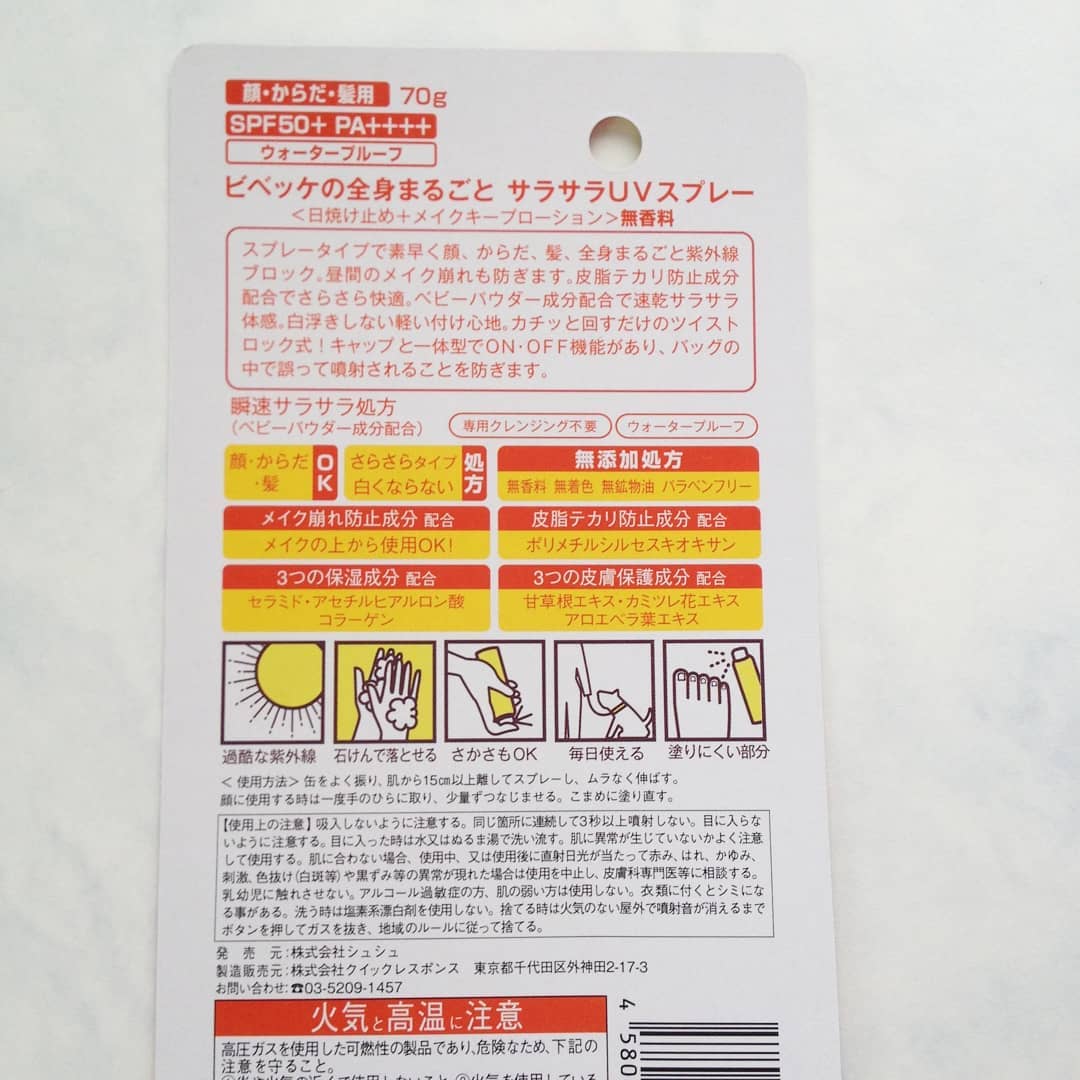 顔・からだ・髪用 70g
SPF50+ PA++++
ウォータープルーフ
ビベッケの全身まるごと サラサラUVスプレー
＜日焼け止め＋メイクキープローション＞無香料
スプレータイプで素早く顔、からだ、髪、全身まるごと紫外線
ブロック。昼間のメイク崩れも防ぎます。皮脂テカリ防止成分
配合でさらさら快適。ベビーパウダー成分配合で速乾サラサラ
体感。白浮きしない軽い付け心地。カチッと回すだけのツイスト
ロック式！キャップと一体型でON・OFF機能があり、バッグの
中で誤って噴射されることを防ぎます。
瞬速サラサラ処方
（ベビーパウダー成分配合） 専用クレンジング不要 ウォータープルーフ
顔・からだ
・髪 OK
さらさらタイプ
白くならない 処方
無添加処方
無香料 無着色 無鉱物油 パラベンフリー
メイク崩れ防止成分 配合
メイクの上から使用OK！
皮脂テカリ防止成分 配合
ポリメチルシルセスキオキサン
3つの保湿成分 配合
セラミド・アセチルヒアルロン酸
コラーゲン
3つの皮膚保護成分 配合
甘草根エキス・カミツレ花エキス
アロエベラ葉エキス
過酷な紫外線 石けんで落とせる さかさもOK 毎日使える 塗りにくい部分
＜使用方法＞缶をよく振り、肌から15cm以上離してスプレーし、ムラなく伸ばす。
顔に使用する時は一度手のひらに取り、少量ずつなじませる。こまめに塗り直す。
【使用上の注意】吸入しないように注意する。同じ箇所に連続して3秒以上噴射しない。目に入らな
いように注意する。目に入った時は水又はぬるま湯で洗い流す。肌に異常が生じていないかよく注意
して使用する。肌に合わない場合、使用中、又は使用後に直射日光が当たって赤み、はれ、かゆみ、
刺激、色抜け（白斑等）や黒ずみ等の異常が現れた場合は使用を中止し、皮膚科専門医等に相談する。
乳幼児に触れさせない。アルコール過敏症の方、肌の弱い方は使用しない。衣類に付くとシミにな
る事がある。洗う時は塩素系漂白剤を使用しない。捨てる時は火気のない屋外で噴射音が消えるまで
ボタンを押してガスを抜き、地域のルールに従って捨てる。
発売元：株式会社シュシュ
製造販売元：株式会社クイックレスポンス 東京都千代田区外神田2-17-3
お問い合わせ：☎03-5209-1457
火気と高温に注意
高圧ガスを使用した可燃性の製品であり、危険なため、下記の
注意を守ること。
4 580